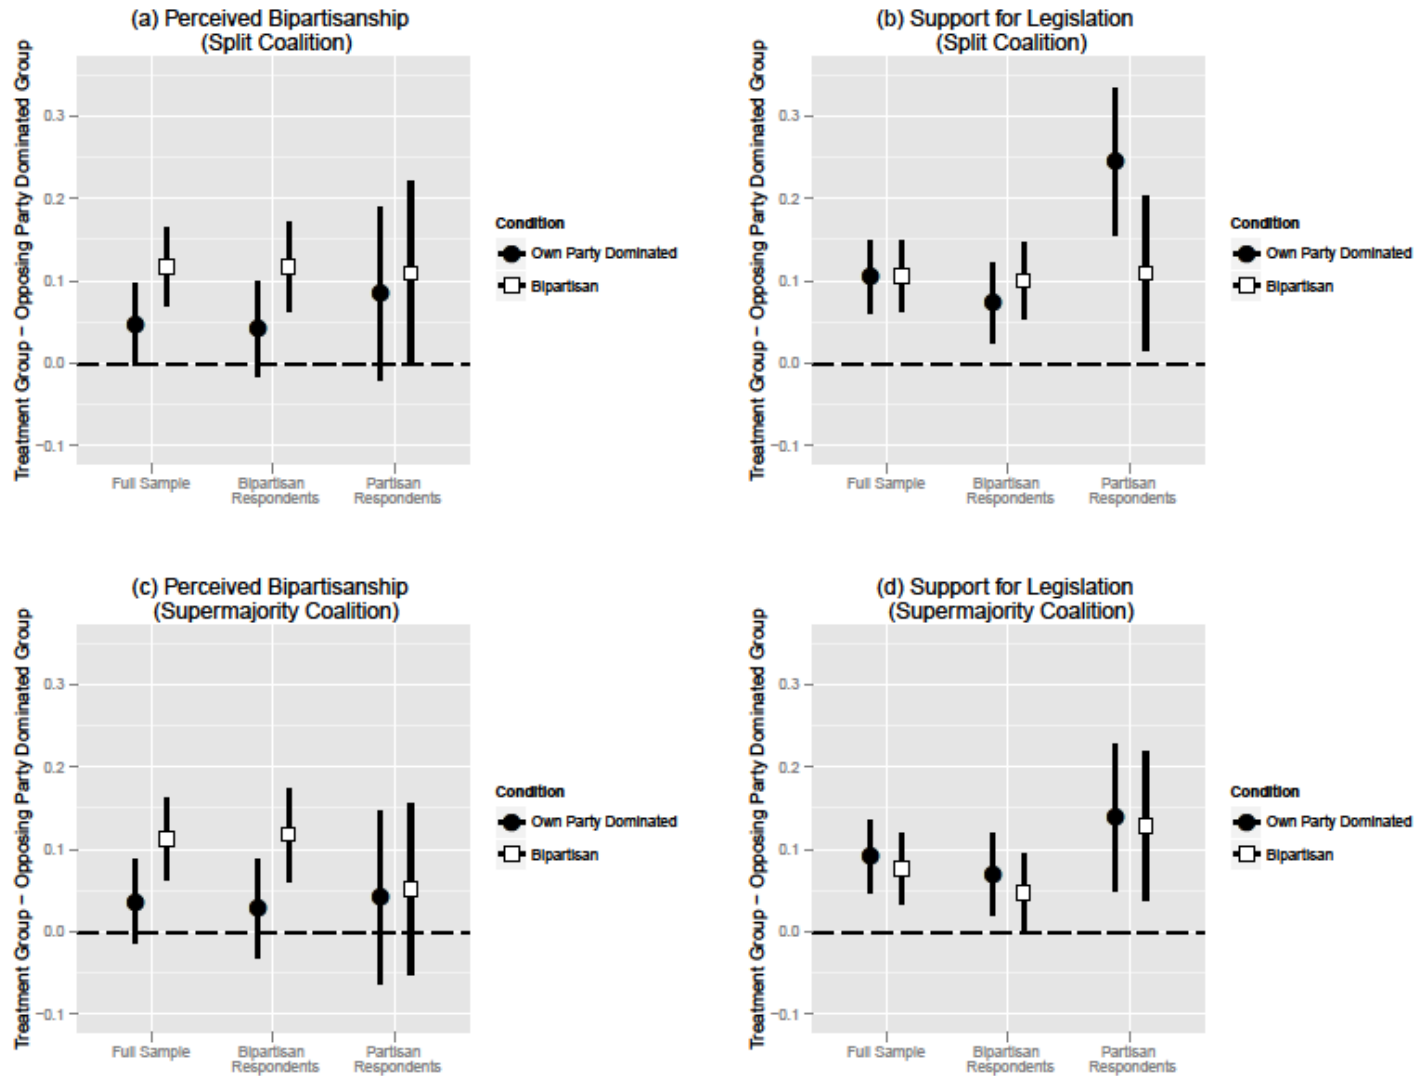 (a) Perceived Bipartisanship
(Split Coalition)
Treatment Group − Opposing Party Dominated Group
0.3
0.2
0.1
0.0
−0.1
Full Sample
Bipartisan
Respondents
Partisan
Respondents
Condition
Own Party Dominated
Bipartisan
(b) Support for Legislation
(Split Coalition)
Treatment Group − Opposing Party Dominated Group
0.3
0.2
0.1
0.0
−0.1
Full Sample
Bipartisan
Respondents
Partisan
Respondents
Condition
Own Party Dominated
Bipartisan
(c) Perceived Bipartisanship
(Supermajority Coalition)
Treatment Group − Opposing Party Dominated Group
0.3
0.2
0.1
0.0
−0.1
Full Sample
Bipartisan
Respondents
Partisan
Respondents
Condition
Own Party Dominated
Bipartisan
(d) Support for Legislation
(Supermajority Coalition)
Treatment Group − Opposing Party Dominated Group
0.3
0.2
0.1
0.0
−0.1
Full Sample
Bipartisan
Respondents
Partisan
Respondents
Condition
Own Party Dominated
Bipartisan